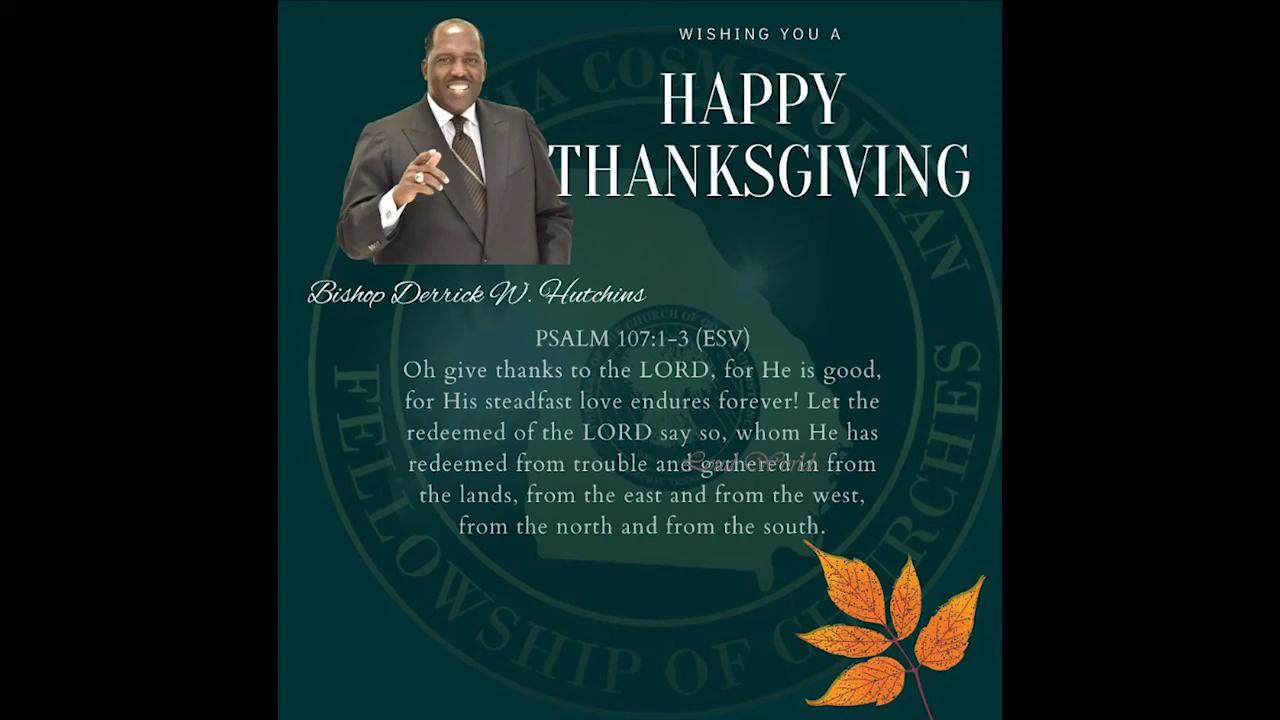 WISHING YOU A
HAPPY
THANKSGIVING
Bishop Derrick W. Hutchins
PSALM 107:1-3 (ESV)
Oh give thanks to the LORD, for He is good,
for His steadfast love endures forever! Let the
redeemed of the LORD say so, whom He has
redeemed from trouble and gathered in from
the lands, from the east and from the west,
from the north and from the south.
COSMOPOLITAN
FELLOWSHIP OF CHURCHES
CHURCH OF